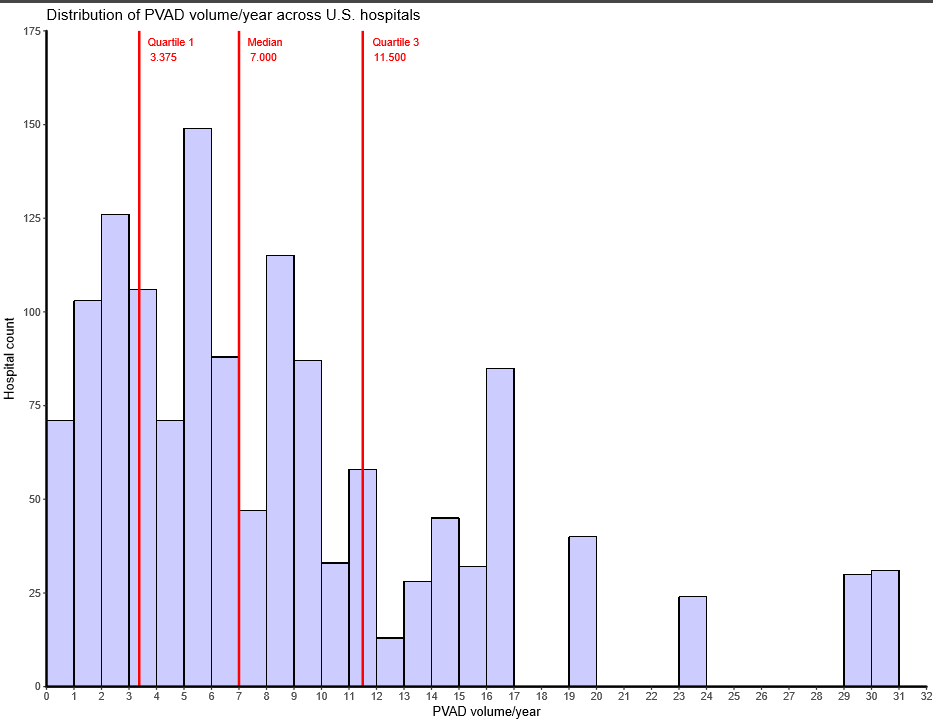 Distribution of PVAD volume/year across U.S. hospitals
175
150
125
100
75
50
25
0
Hospital count
Quartile 1
3.375
Median
7.000
Quartile 3
11.500
0 1 2 3 4 5 6 7 8 9 10 11 12 13 14 15 16 17 18 19 20 21 22 23 24 25 26 27 28 29 30 31 32
PVAD volume/year